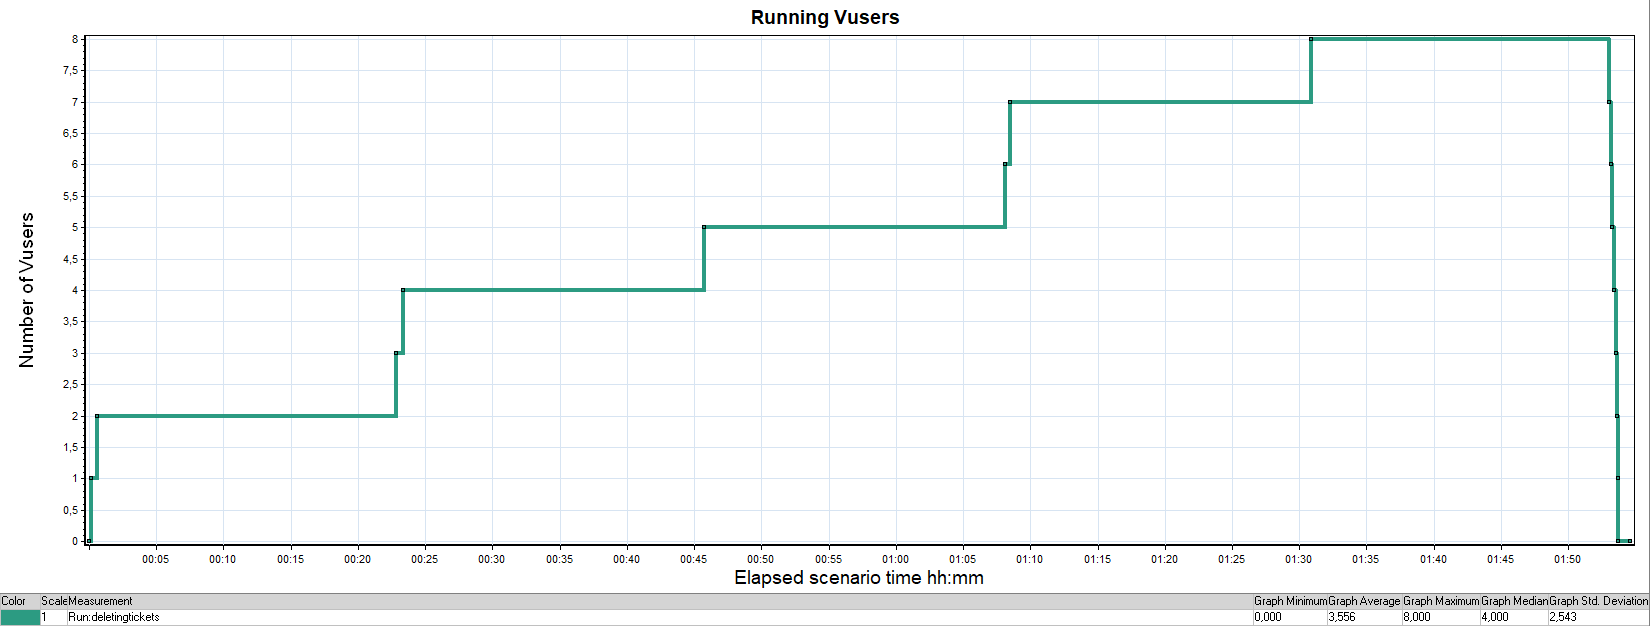 Running Vusers
8
7,5
7
6,5
6
5,5
5
4,5
4
3,5
3
2,5
2
1,5
1
0,5
0
Number of Vusers
00:05 00:10 00:15 00:20 00:25 00:30 00:35 00:40 00:45 00:50 00:55 01:00 01:05 01:10 01:15 01:20 01:25 01:30 01:35 01:40 01:45 01:50
Elapsed scenario time hh:mm
Color Scale Measurement Graph Minimum Graph Average Graph Maximum Graph Median Graph Std. Deviation
1 Run:deletingtickets 0,000 3,556 8,000 4,000 2,543